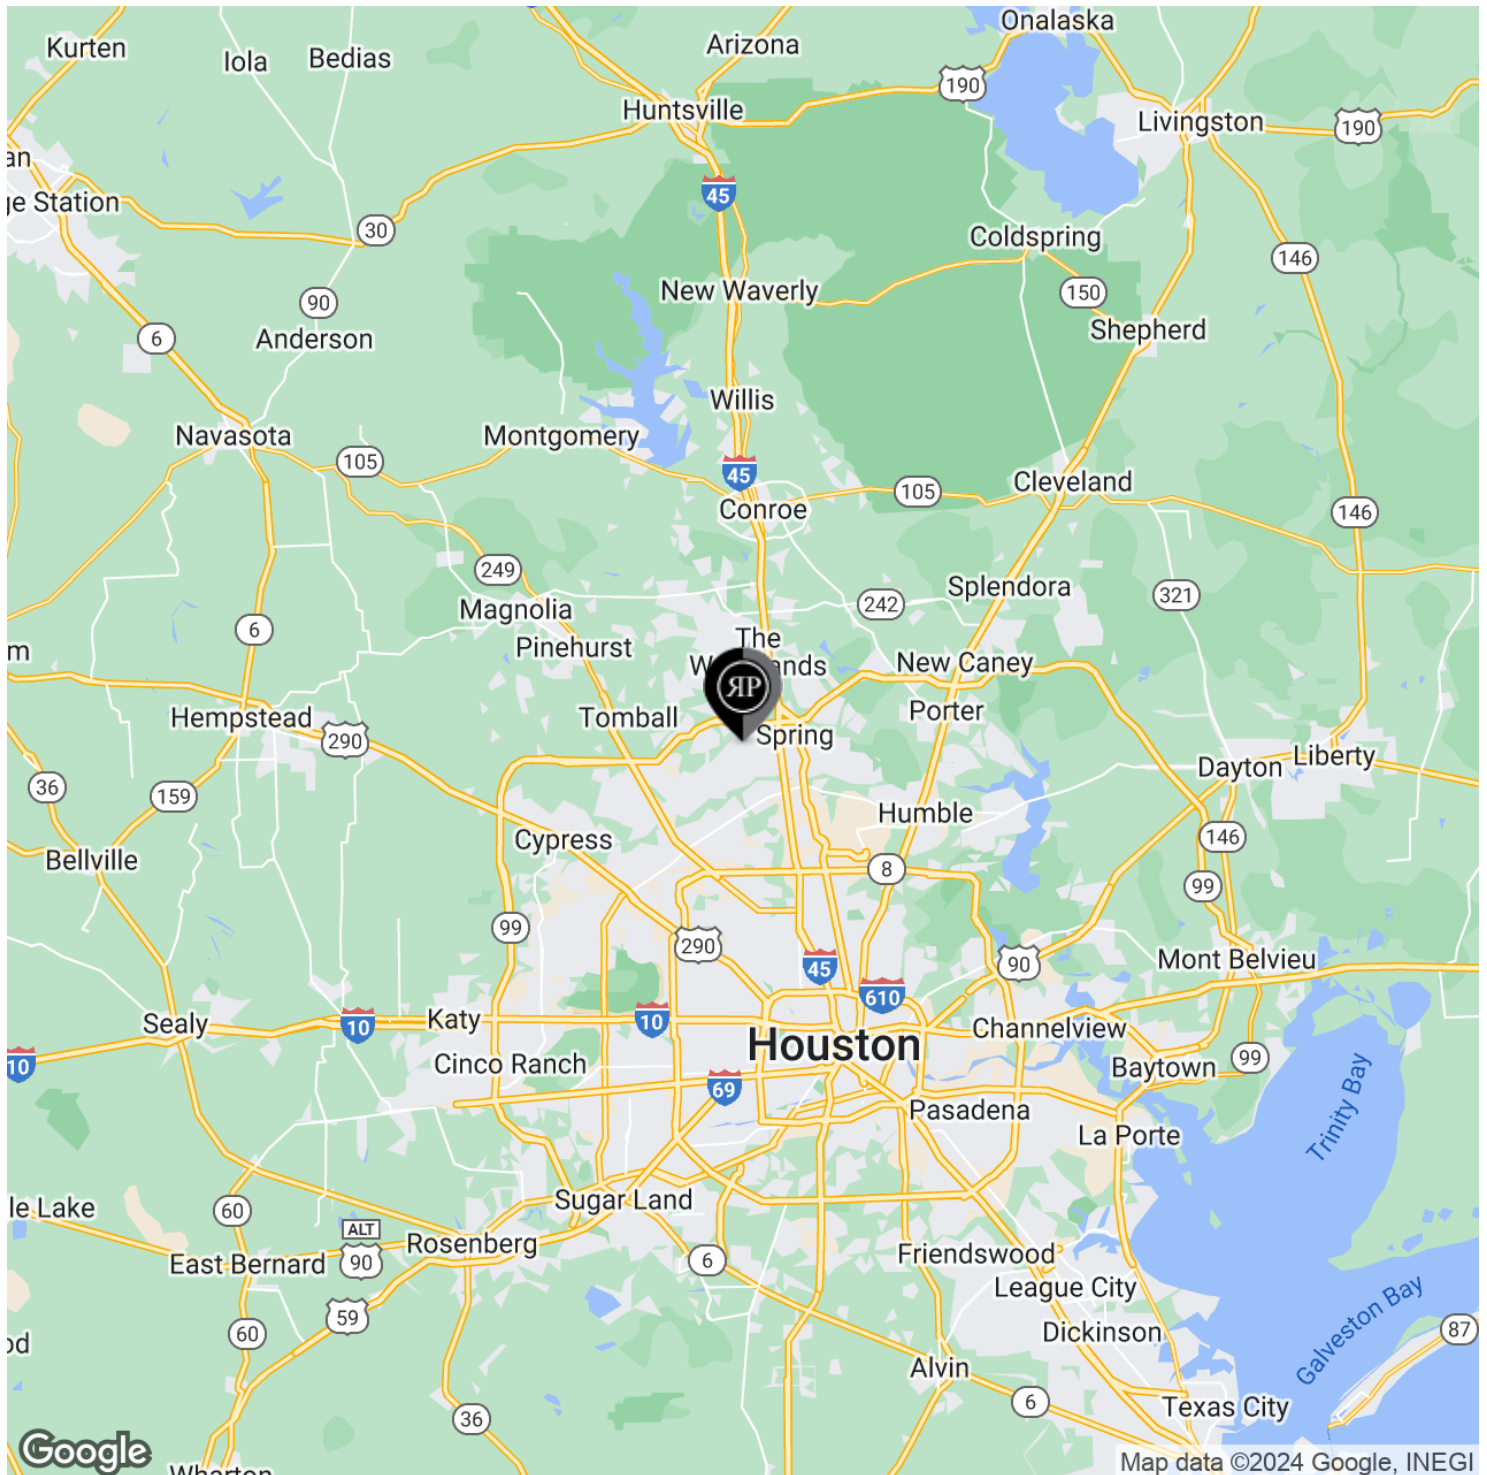 Onalaska
Kurten
Iola
Bedias
Arizona
190
Huntsville
Livingston
190
an
45
ge Station
30
Coldspring
146
90
New Waverly
150
6
Anderson
Shepherd
Willis
Navasota
Montgomery
105
45
Cleveland
105
Conroe
146
249
Splendora
321
Magnolia
242
6
Pinehurst
The
m
New Caney
RP
Hempstead
Tomball
Porter
290
Spring
Liberty
Dayton
36
159
Humble
Cypress
146
Bellville
8
99
99
290
Mont Belvieu
45
90
610
Sealy
10
Katy
10
Channelview
Houston
10
Cinco Ranch
Baytown
99
69
Trinity Bay
Pasadena
La Porte
le Lake
60
Sugar Land
ALT
Rosenberg
East Bernard
90
6
Friendswood
League City
59
60
Dickinson
Galveston Bay
87
od
Alvin
6
36
Texas City
Google
Wharton
Map data ©2024 Google, INEGI